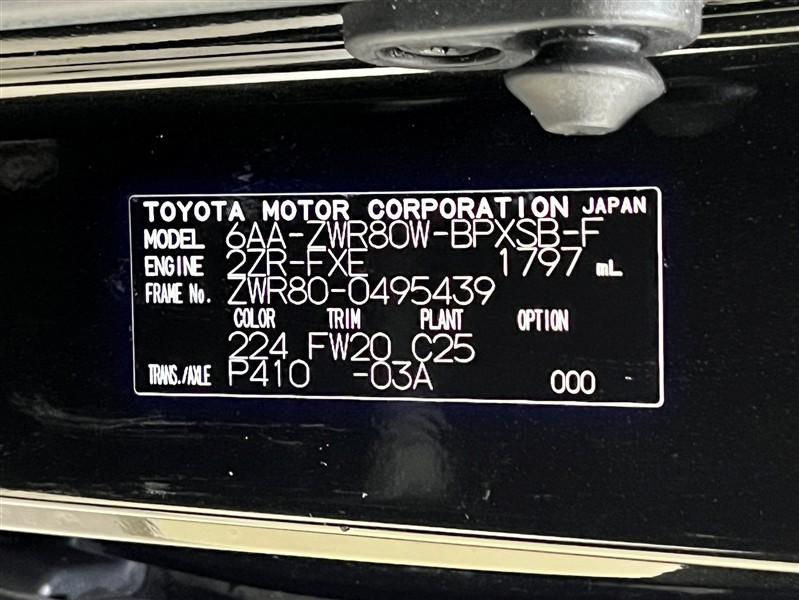 TOYOTA MOTOR CORPORATION JAPAN
MODEL 6AA-ZWR80W-BPXSB-F
ENGINE 2ZR-FXE 1797 mL
FRAME No. ZWR80-0495439
COLOR TRIM PLANT OPTION
224 FW20 C25
TRANS./AXLE P410 -03A 000